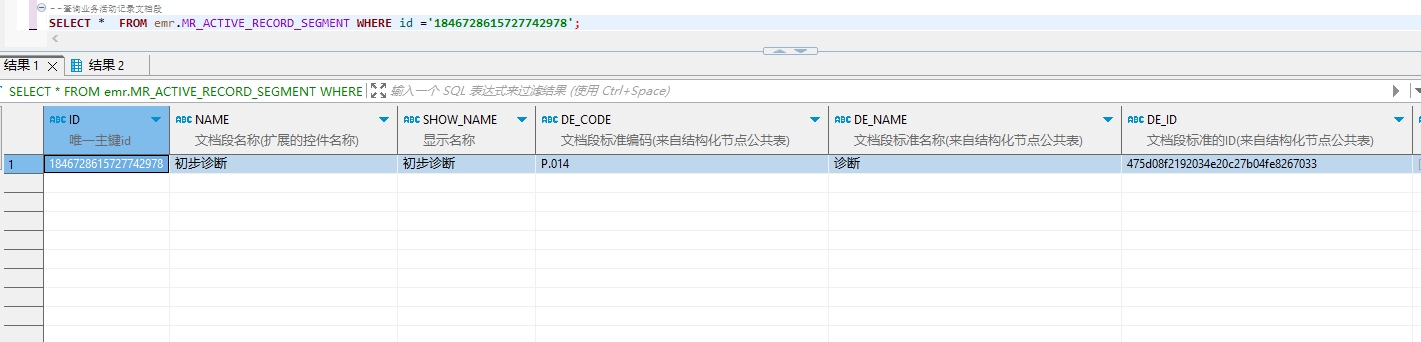 --查询业务活动记录文档段
SELECT *  FROM emr.MR_ACTIVE_RECORD_SEGMENT WHERE id ='1846728615727742978';
结果 1 结果 2
SELECT * FROM emr.MR_ACTIVE_RECORD_SEGMENT WHERE 输入一个 SQL 表达式来过滤结果 (使用 Ctrl+Space)
ABC ID ABC NAME ABC SHOW_NAME ABC DE_CODE ABC DE_NAME ABC DE_ID
唯一主键id 文档段名称(扩展的控件名称) 显示名称 文档段标准编码(来自结构化节点公共表) 文档段标准名称(来自结构化节点公共表) 文档段标准的ID(来自结构化节点公共表)
1 1846728615727742978 初步诊断 初步诊断 P.014 诊断 475d08f2192034e20c27b04fe8267033